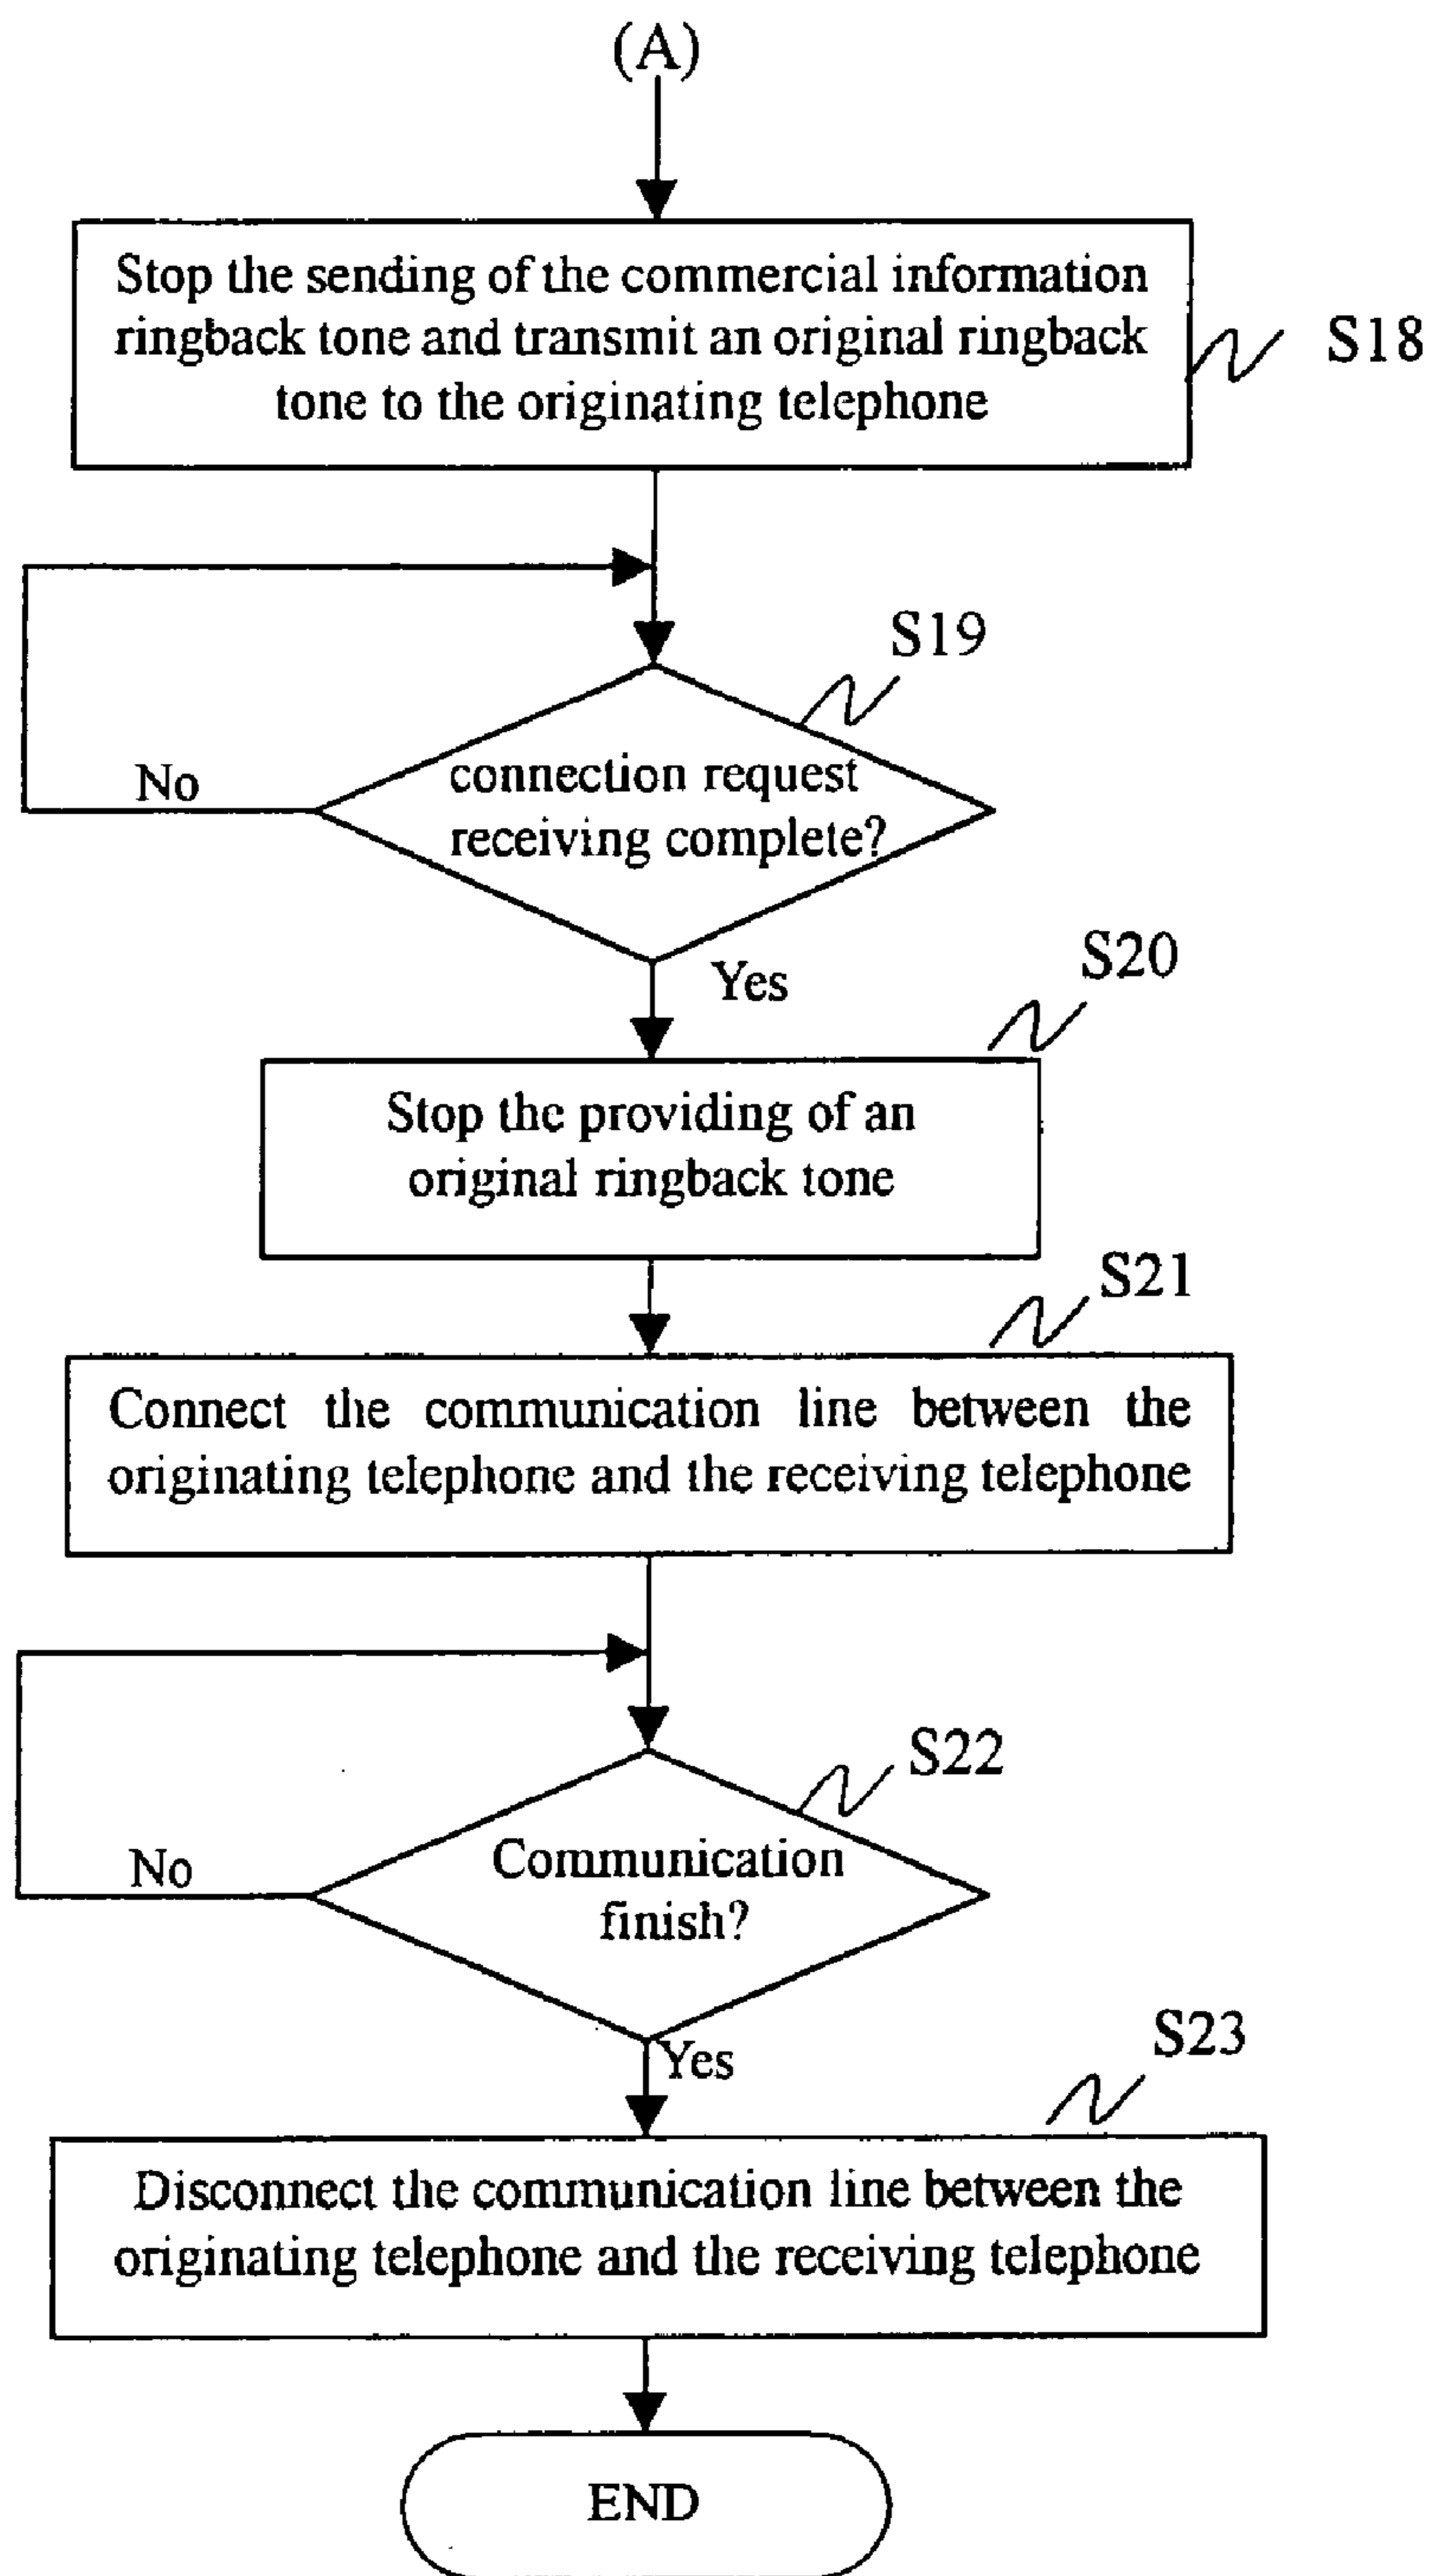 (A)
Stop the sending of the commercial information
ringback tone and transmit an original ringback
tone to the originating telephone
S18
S19
connection request
receiving complete?
No
Yes
S20
Stop the providing of an
original ringback tone
S21
Connect the communication line between the
originating telephone and the receiving telephone
S22
Communication
finish?
No
Yes
S23
Disconnect the communication line between the
originating telephone and the receiving telephone
END